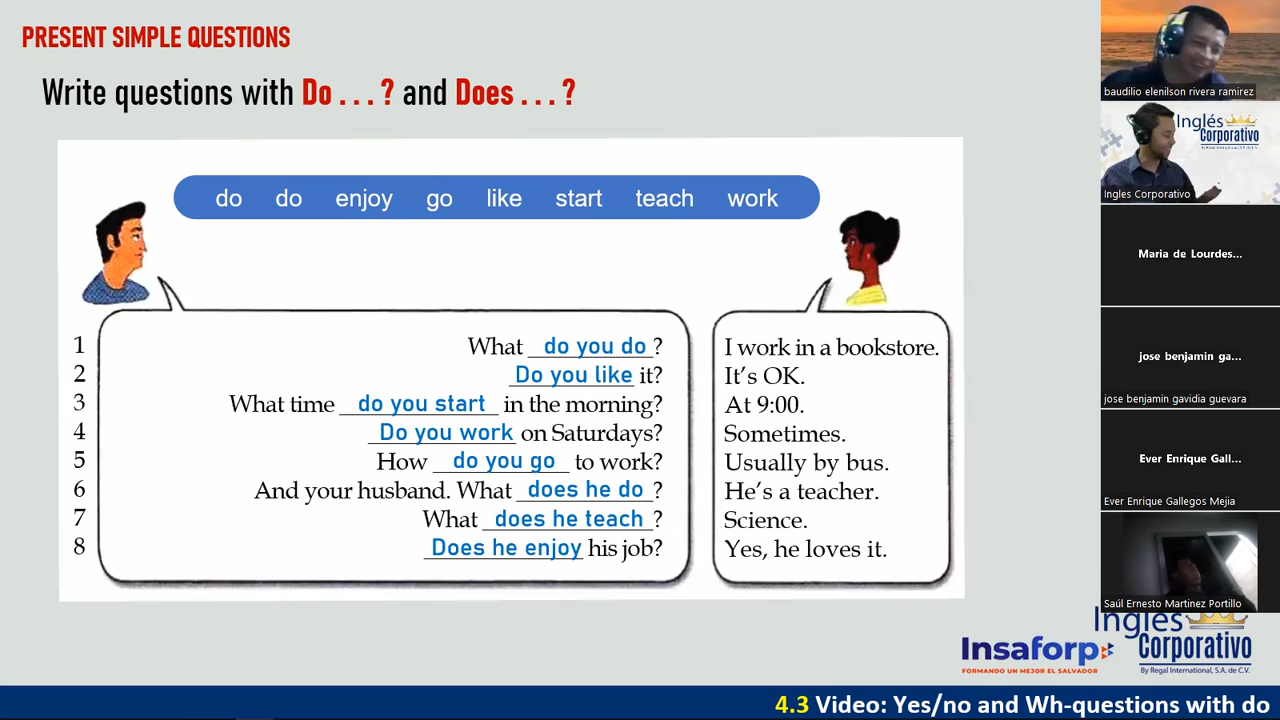 PRESENT SIMPLE QUESTIONS
Write questions with Do . . . ? and Does . . . ?
do do enjoy go like start teach work
1 What do you do?
2 Do you like it?
3 What time do you start in the morning?
4 Do you work on Saturdays?
5 How do you go to work?
6 And your husband. What does he do?
7 What does he teach?
8 Does he enjoy his job?
I work in a bookstore.
It's OK.
At 9:00.
Sometimes.
Usually by bus.
He's a teacher.
Science.
Yes, he loves it.
baudilio elenilson rivera ramirez
Inglés
Corporativo
By Regal International, S.A. de C.V.
Ingles Corporativo
Maria de Lourdes...
jose benjamin ga...
jose benjamin gavidia guevara
Ever Enrique Gall...
Ever Enrique Gallegos Mejia
Saúl Ernesto Martinez Portillo
Insaforp
FORMANDO UN MEJOR EL SALVADOR
Inglés
Corporativo
By Regal International, S.A. de C.V.
4.3 Video: Yes/no and Wh-questions with do